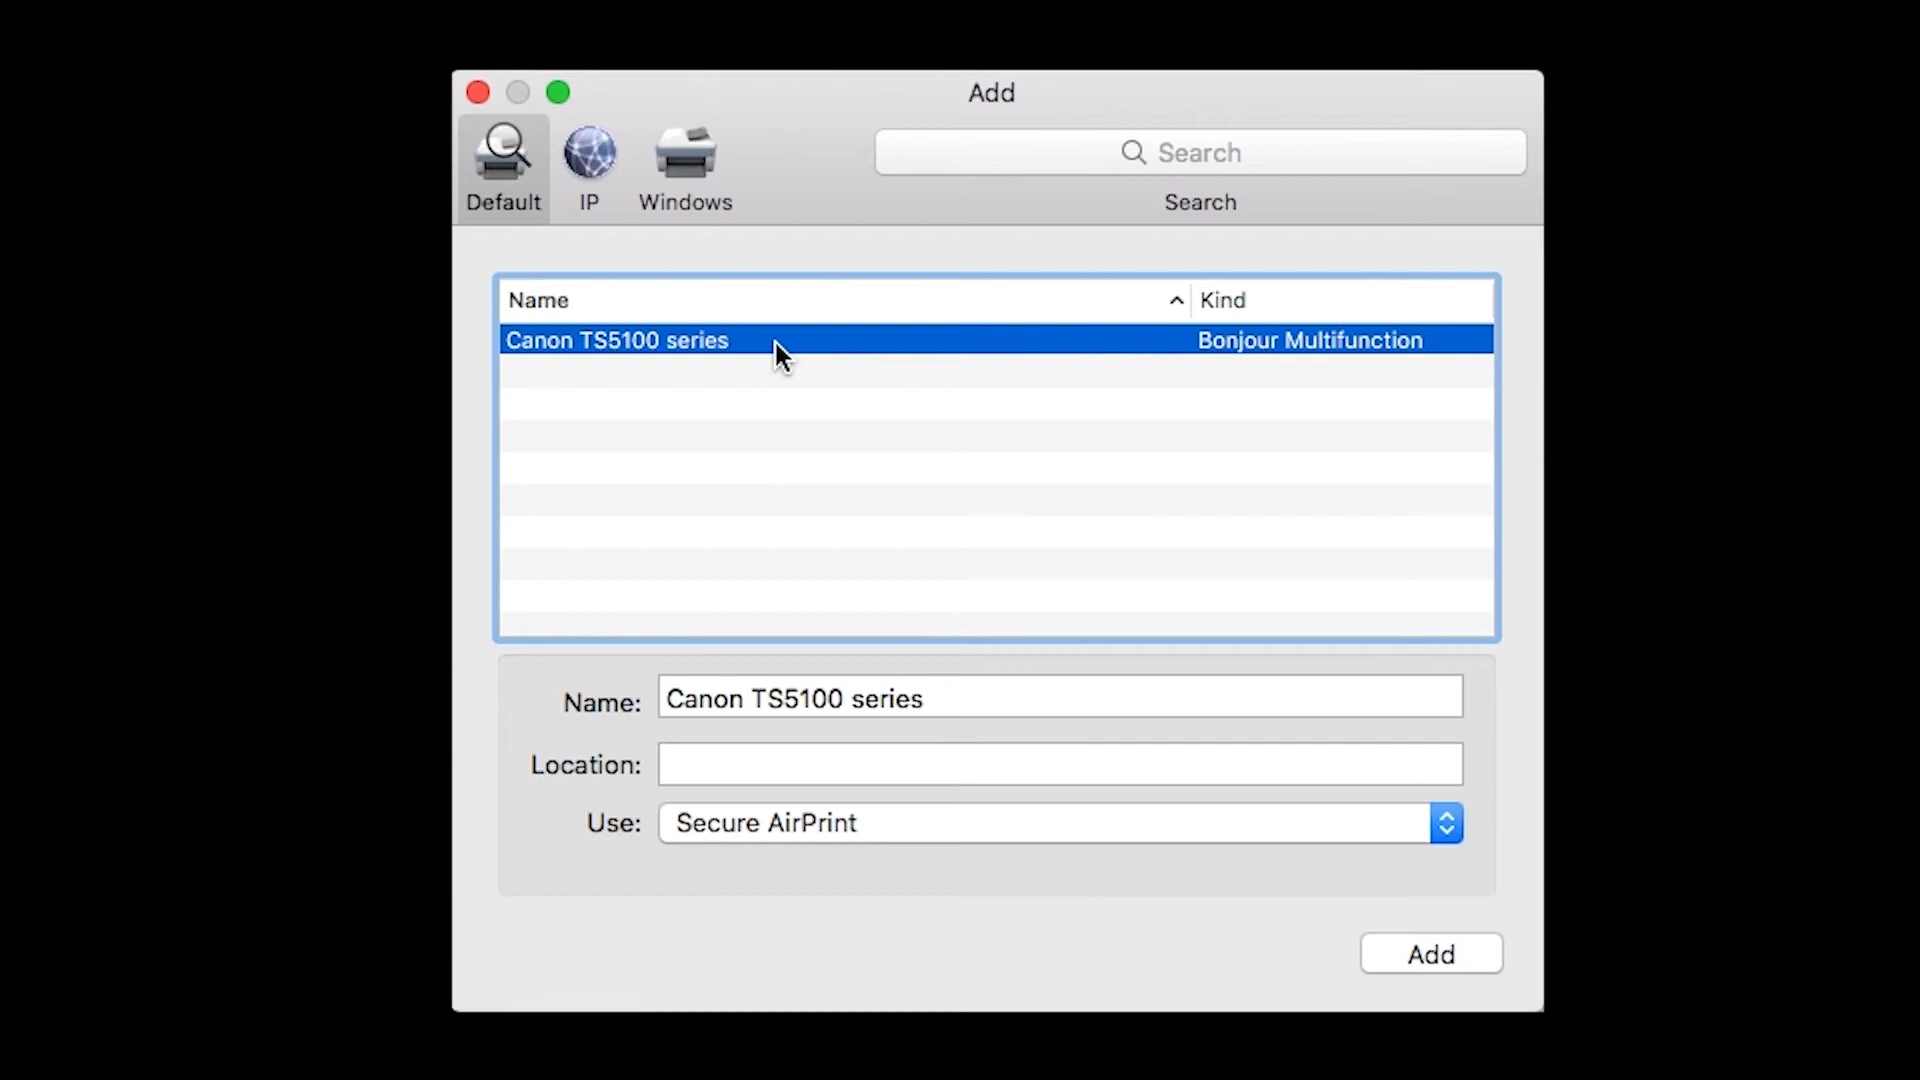 Add
Search
Default IP Windows Search
Name Kind
Canon TS5100 series Bonjour Multifunction
Name: Canon TS5100 series
Location:
Use: Secure AirPrint
Add